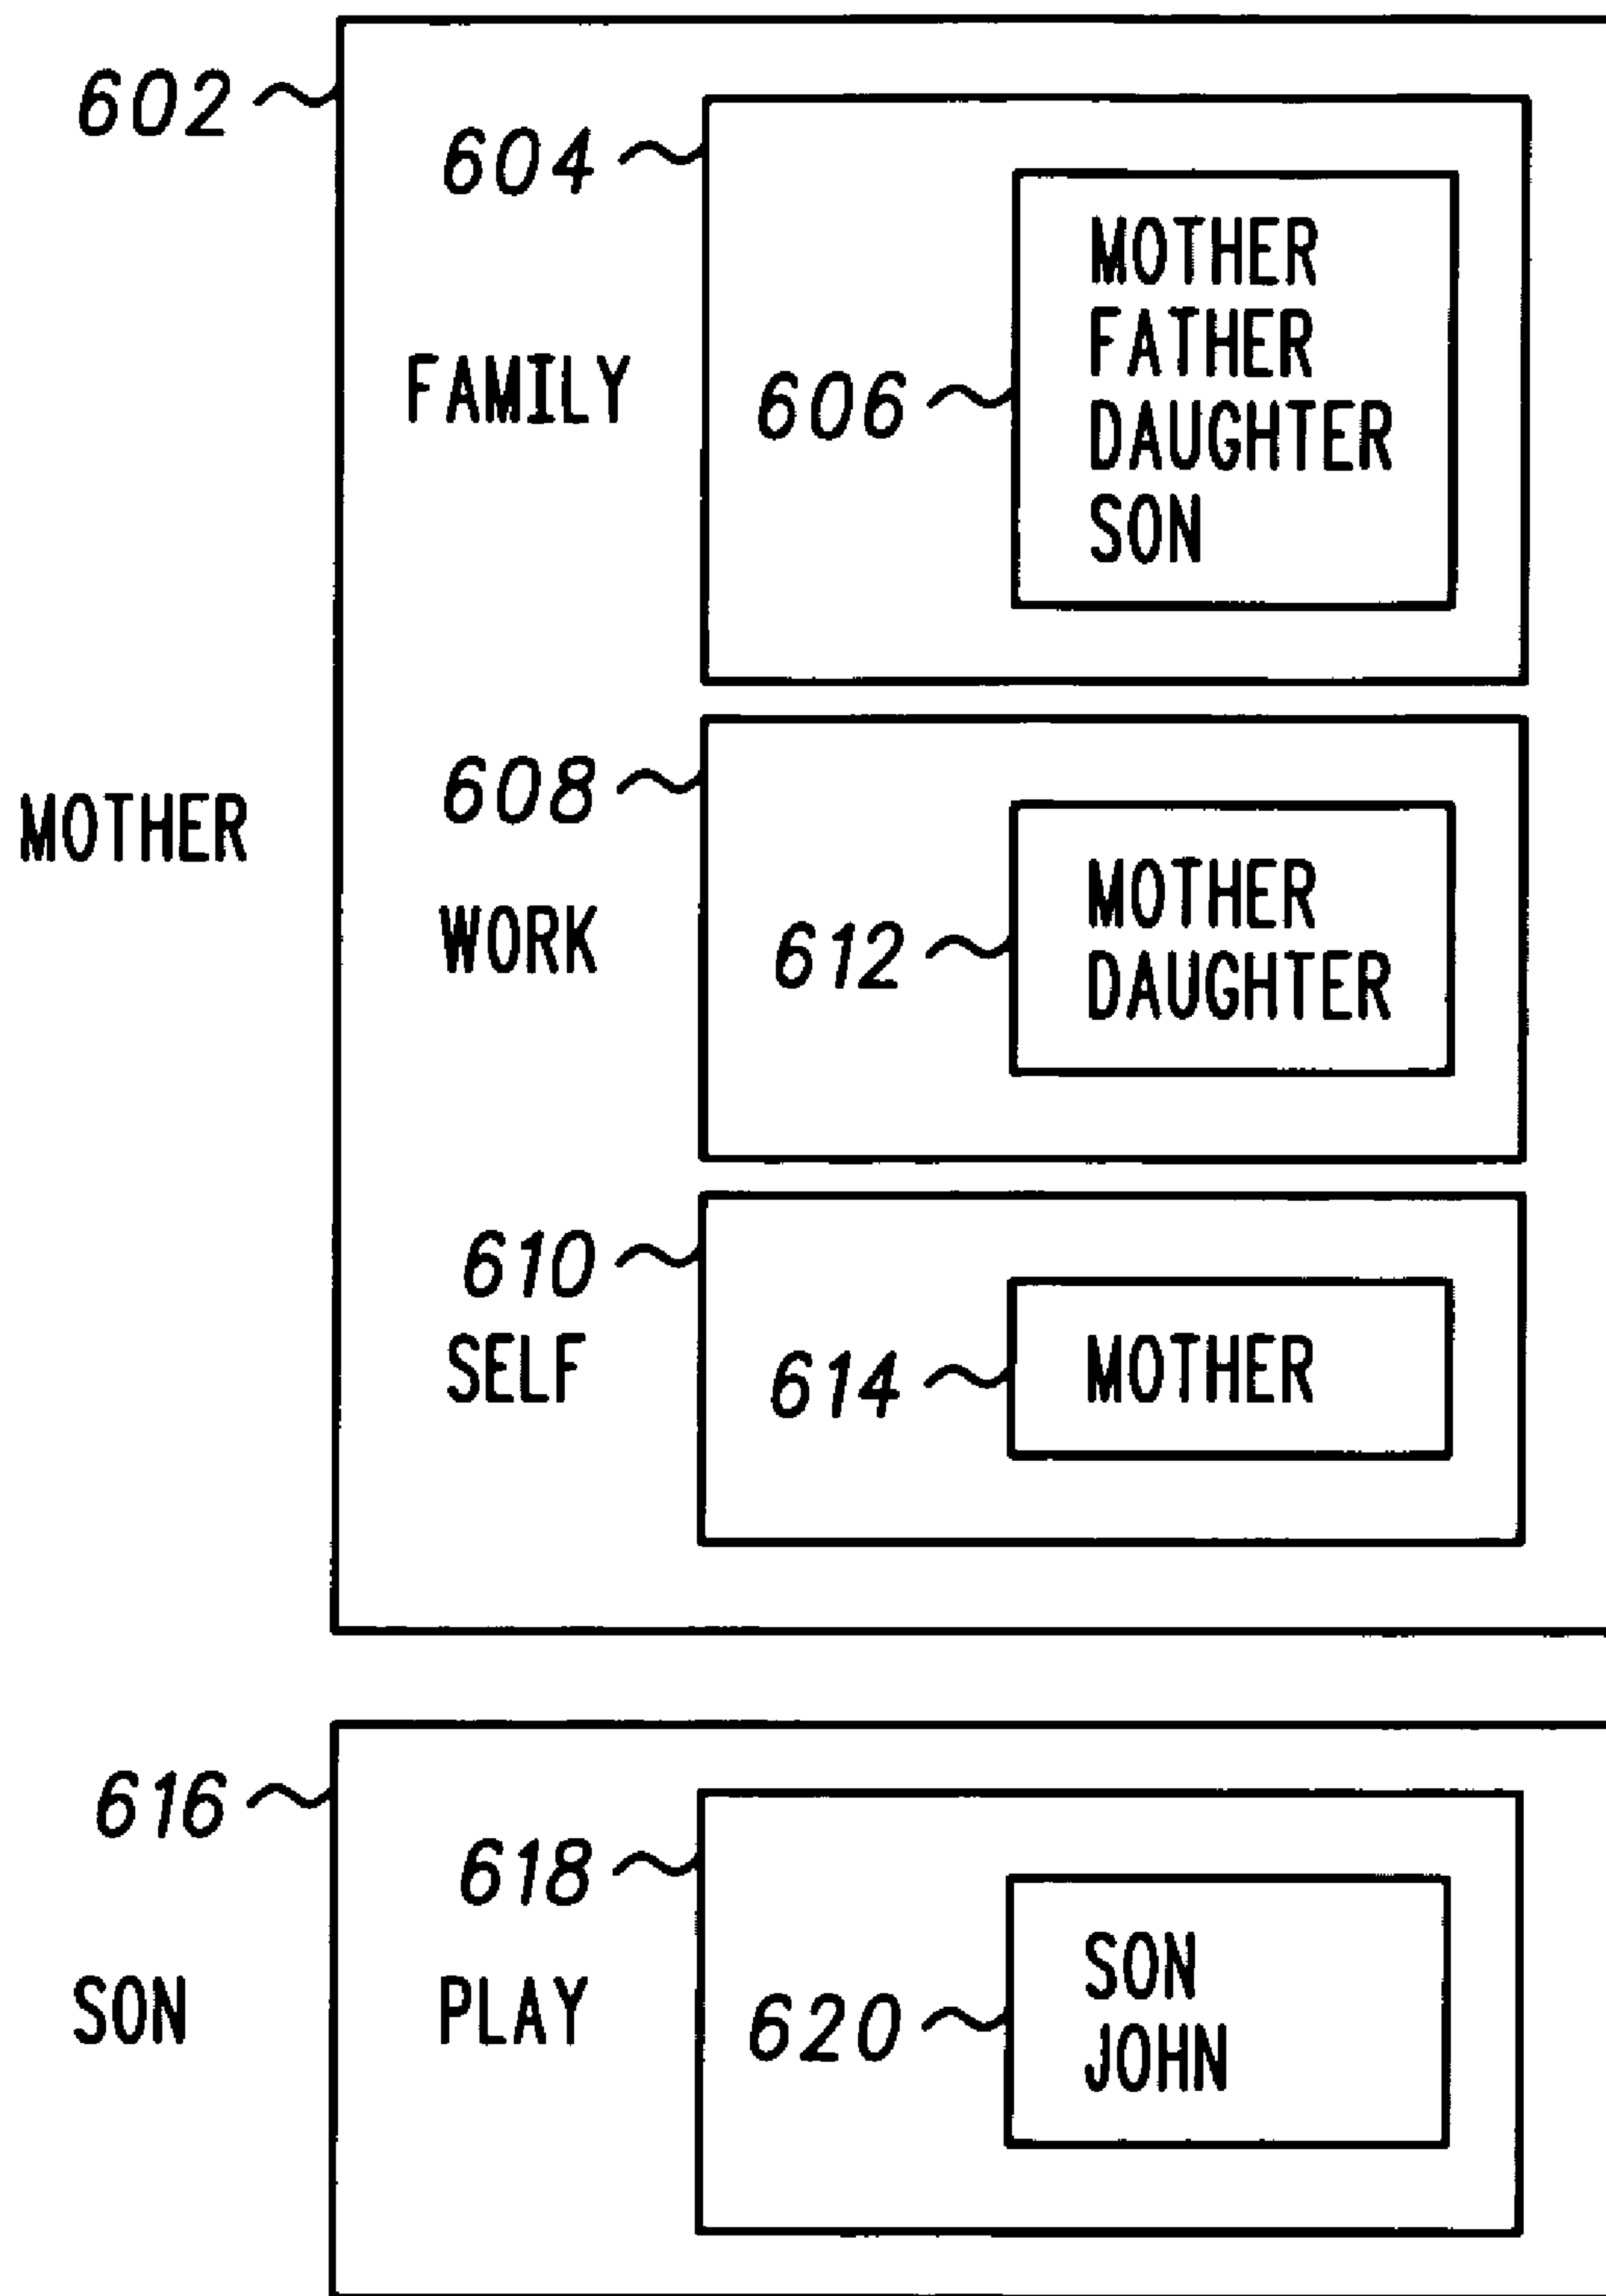 602
604
MOTHER
FATHER
FAMILY
606
DAUGHTER
SON
608
MOTHER
MOTHER
WORK
612
DAUGHTER
610
SELF
614
MOTHER
616
618
SON
SON
PLAY
620
JOHN